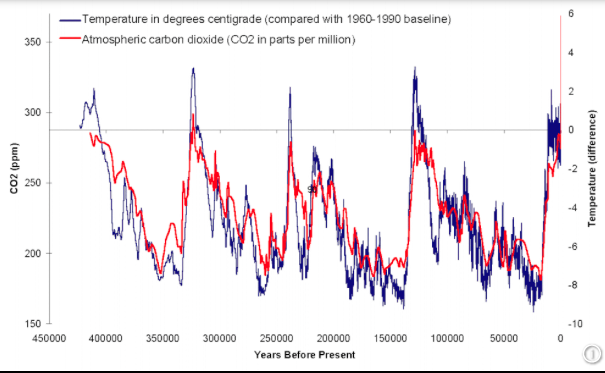 Temperature in degrees centigrade (compared with 1960-1990 baseline)
Atmospheric carbon dioxide (CO2 in parts per million)
6
350
4
2
300
0
-2
CO2 (ppm)
Temperature (difference)
250
-4
200
-6
-8
150
-10
450000 400000 350000 300000 250000 200000 150000 100000 50000 0
Years Before Present